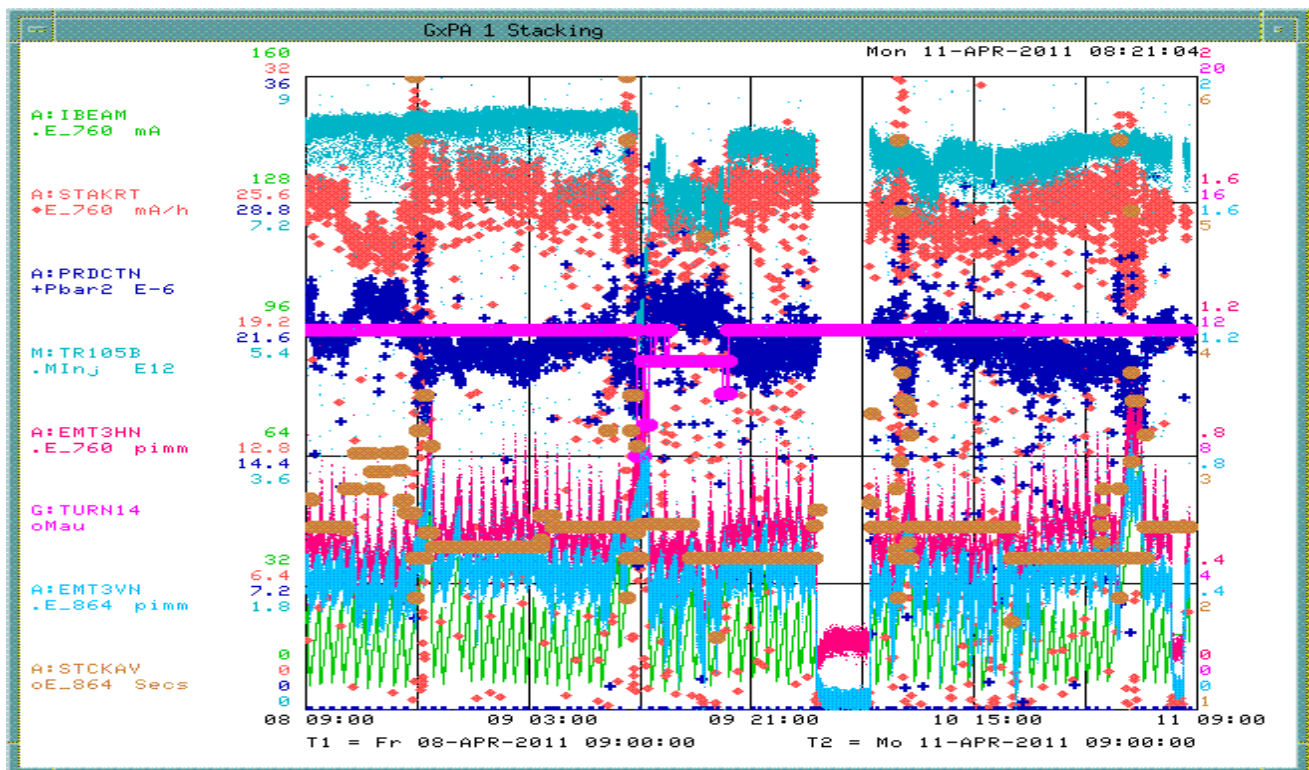 GxPA 1 Stacking
Mon 11-APR-2011 08:21:04
160
32
36
9
2
20
2
6
A:IBEAM
.E_760 mA
A:STAKRT
♦E_760 mA/h
128
25.6
28.8
7.2
1.6
16
1.6
5
A:PRDCTN
+Pbar2 E-6
96
19.2
21.6
5.4
1.2
12
1.2
4
M:TR105B
.MInj E12
A:EMT3HN
.E_760 pimm
64
12.8
14.4
3.6
.8
8
.8
3
G:TURN14
oMau
A:EMT3VN
.E_864 pimm
32
6.4
7.2
1.8
.4
4
.4
2
A:STCKAV
oE_864 Secs
0
0
0
0
0
0
0
1
08 09:00 09 03:00 09 21:00 10 15:00 11 09:00
T1 = Fr 08-APR-2011 09:00:00 T2 = Mo 11-APR-2011 09:00:00